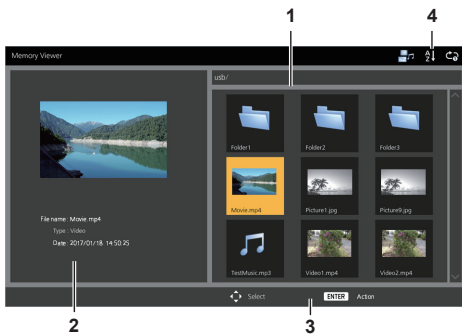 1
4
Memory Viewer
A
Z
usb/
Folder1
Folder2
Folder3
Movie.mp4
Picture1.jpg
Picture9.jpg
File name : Movie.mp4
Type : Video
Date : 2017/01/18 14:50:25
TestMusic.mp3
Video1.mp4
Video2.mp4
Select
ENTER Action
2
3